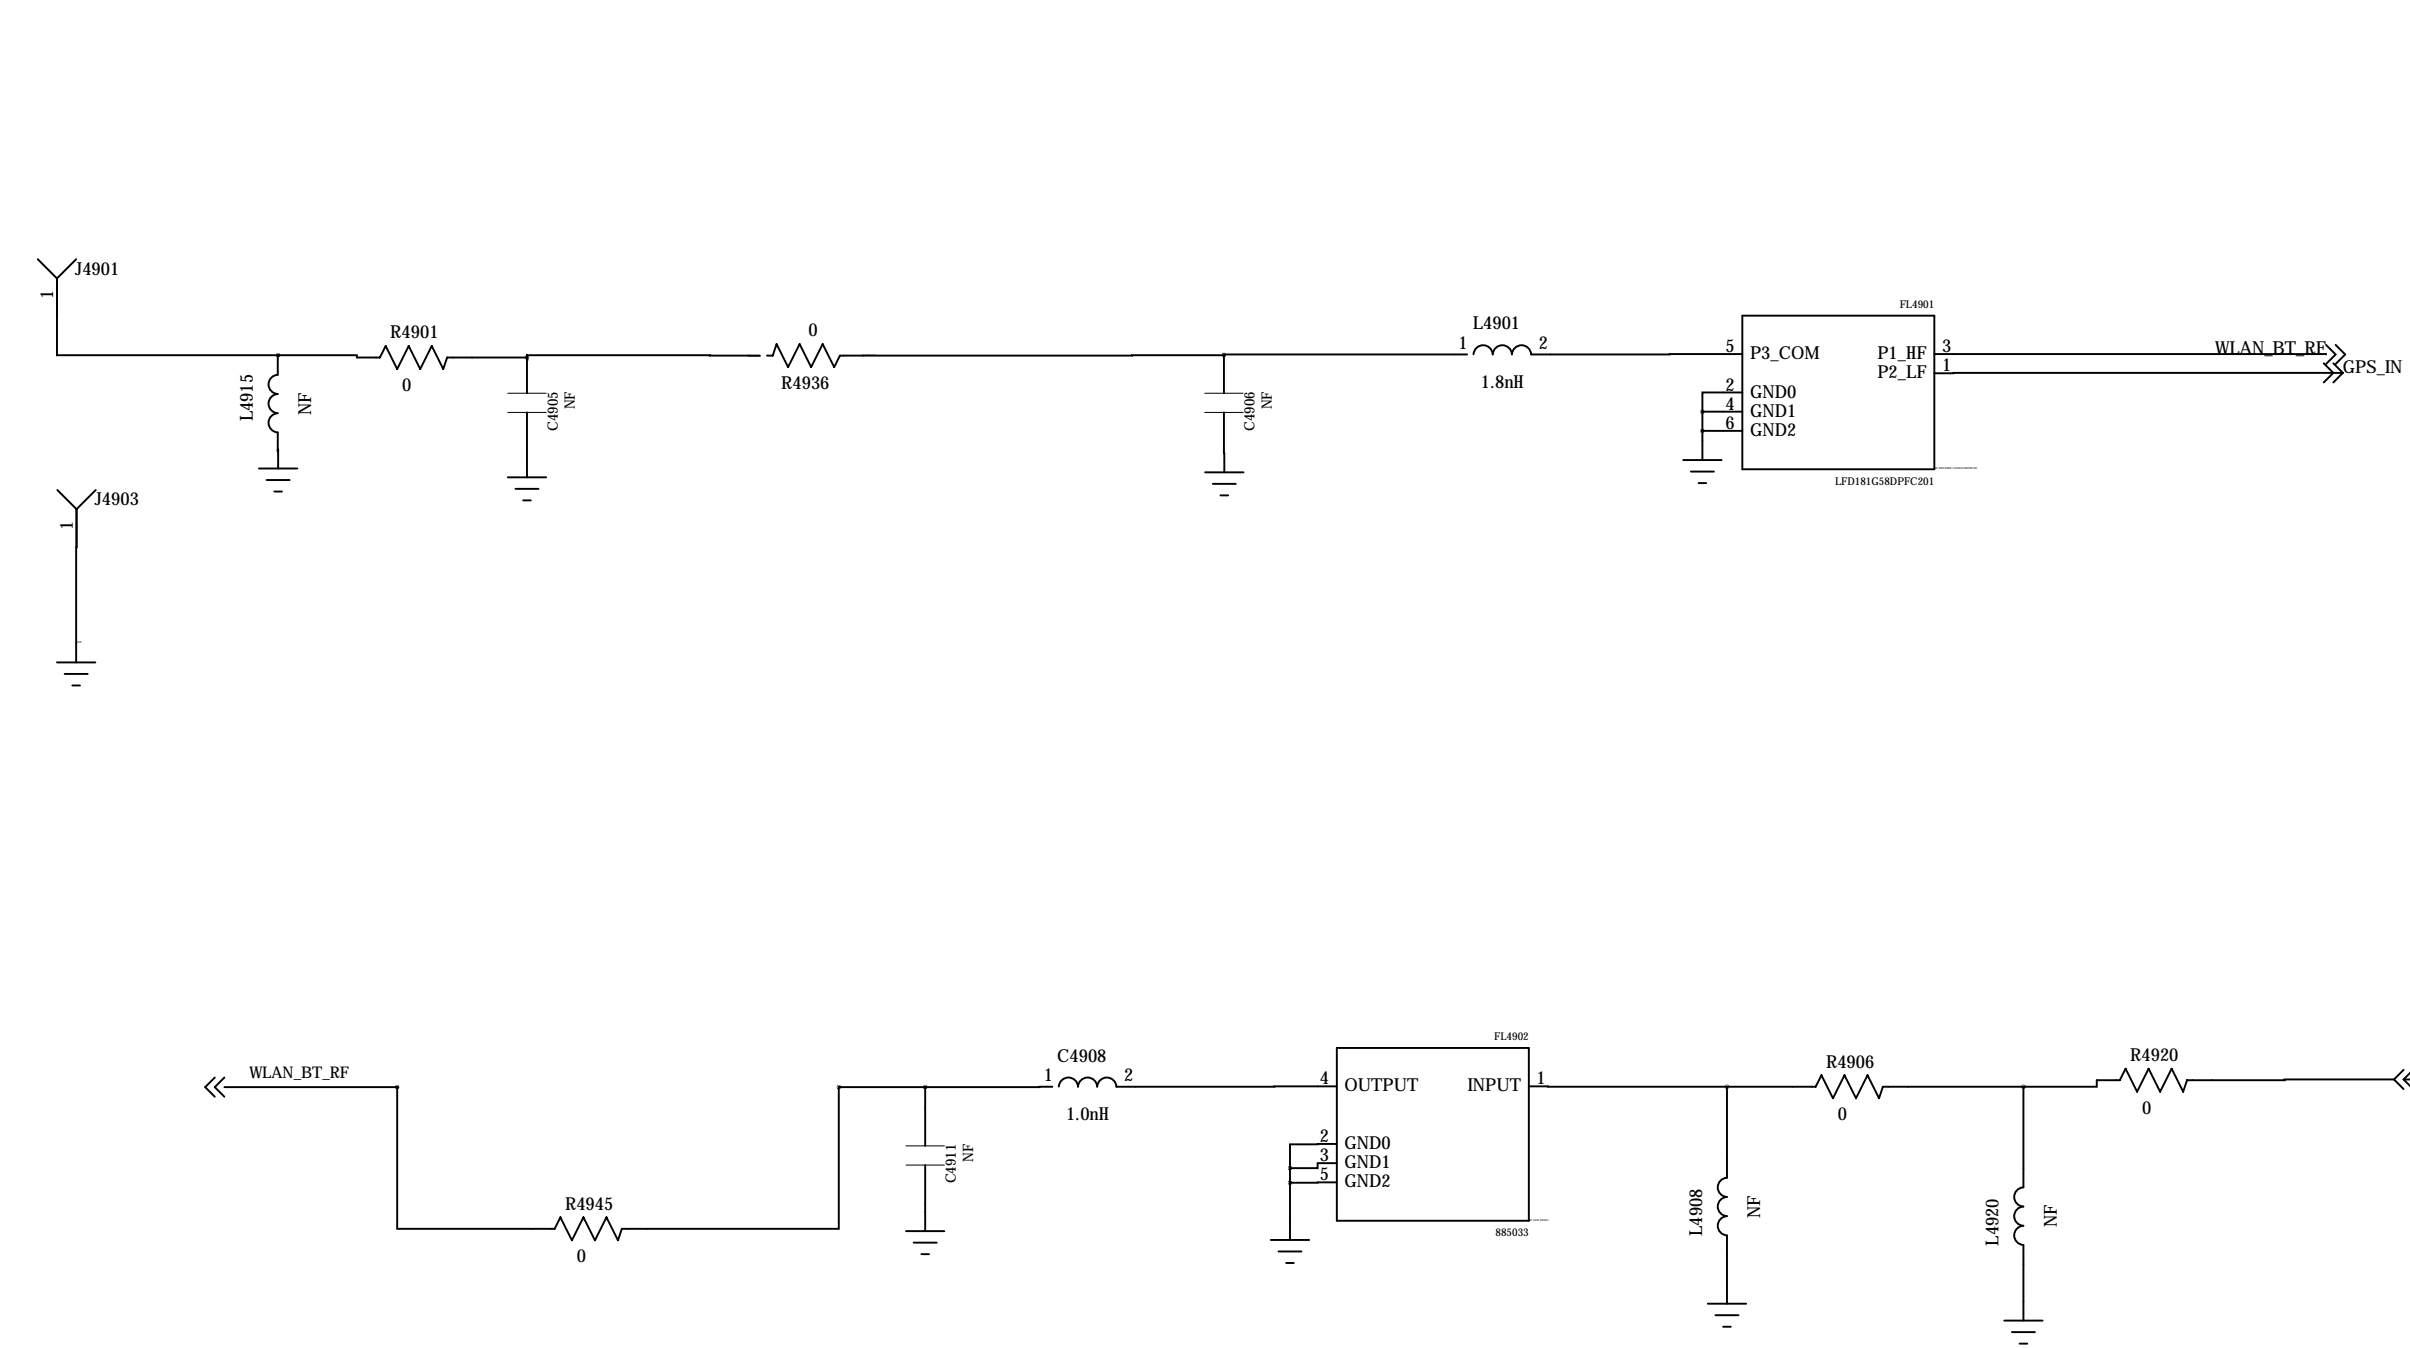 J4901
1
R4901
0
L4915
NF
C4905
NF
0
R4936
C4906
NF
L4901
1
2
1.8nH
FL4901
5
P3_COM
P1_HF
3
WLAN_BT_RF
P2_LF
1
GPS_IN
2
GND0
4
GND1
6
GND2
LFD181G58DPFC201
J4903
1
WLAN_BT_RF
R4945
0
C4911
NF
C4908
1
2
1.0nH
FL4902
4
OUTPUT
INPUT
1
2
GND0
3
GND1
5
GND2
885033
L4908
NF
R4906
0
L4920
NF
R4920
0